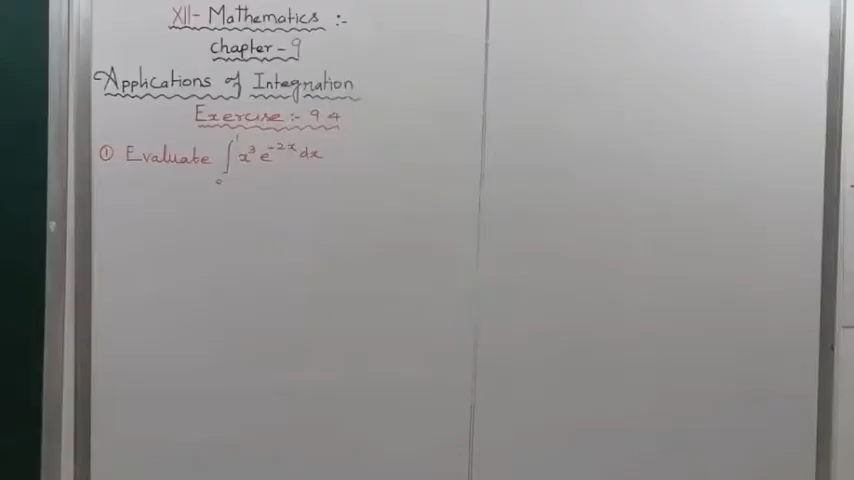 XII- Mathematics :-
Chapter - 9
Applications of Integration
Exercise :- 9.4
① Evaluate ∫₀¹ x³ e⁻²ˣ dx